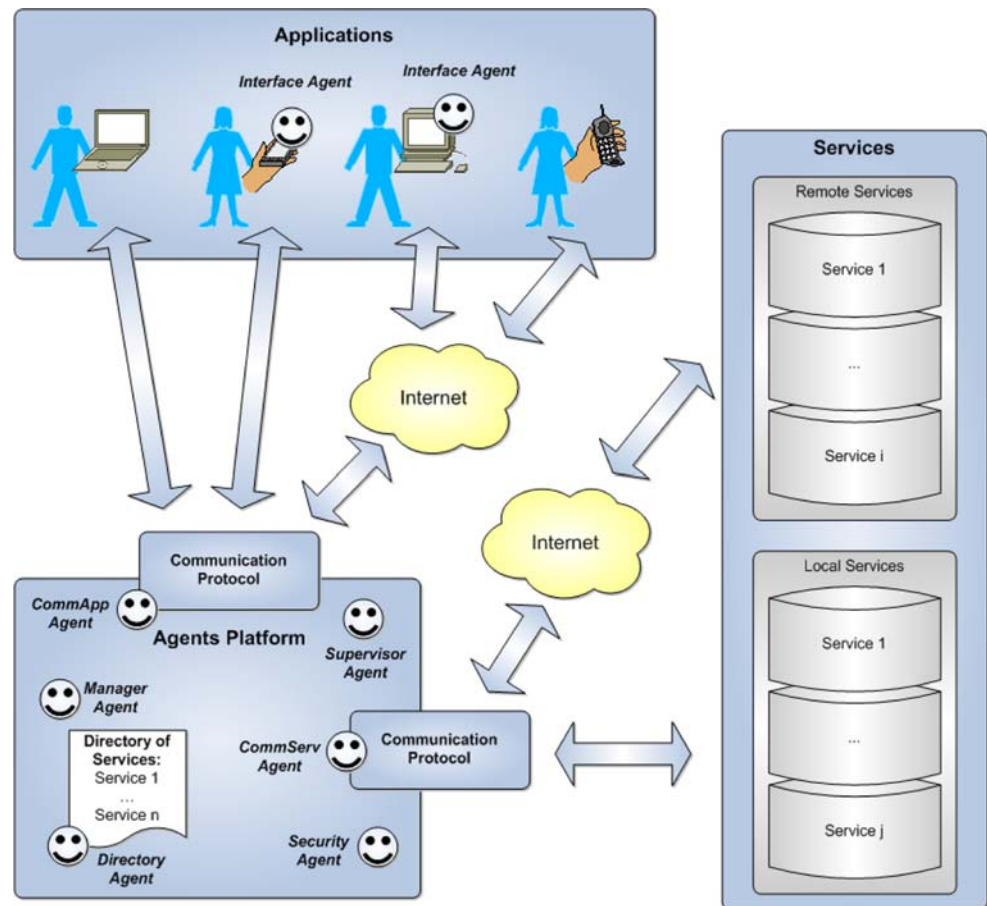 Applications
Interface Agent
Interface Agent
Internet
Internet
Communication
Protocol
CommApp
Agent
Agents Platform
Supervisor
Agent
Manager
Agent
Directory of
Services:
Service 1
...
Service n
Directory
Agent
CommServ
Agent
Communication
Protocol
Security
Agent
Services
Remote Services
Service 1
...
Service i
Local Services
Service 1
...
Service j